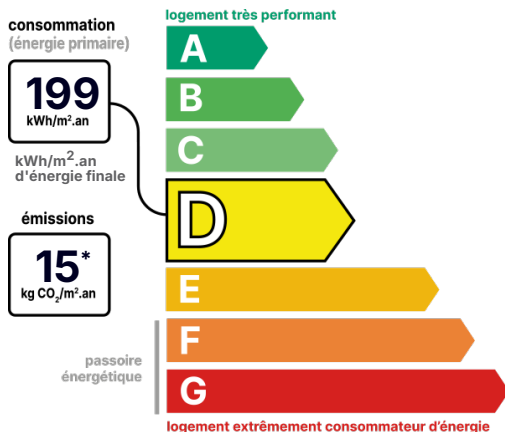 logement très performant
consommation
(énergie primaire)
A
199
kWh/m².an
B
C
kWh/m².an
d'énergie finale
D
émissions
15*
kg CO₂/m².an
E
F
passoire
énergétique
G
logement extrêmement consommateur d'énergie